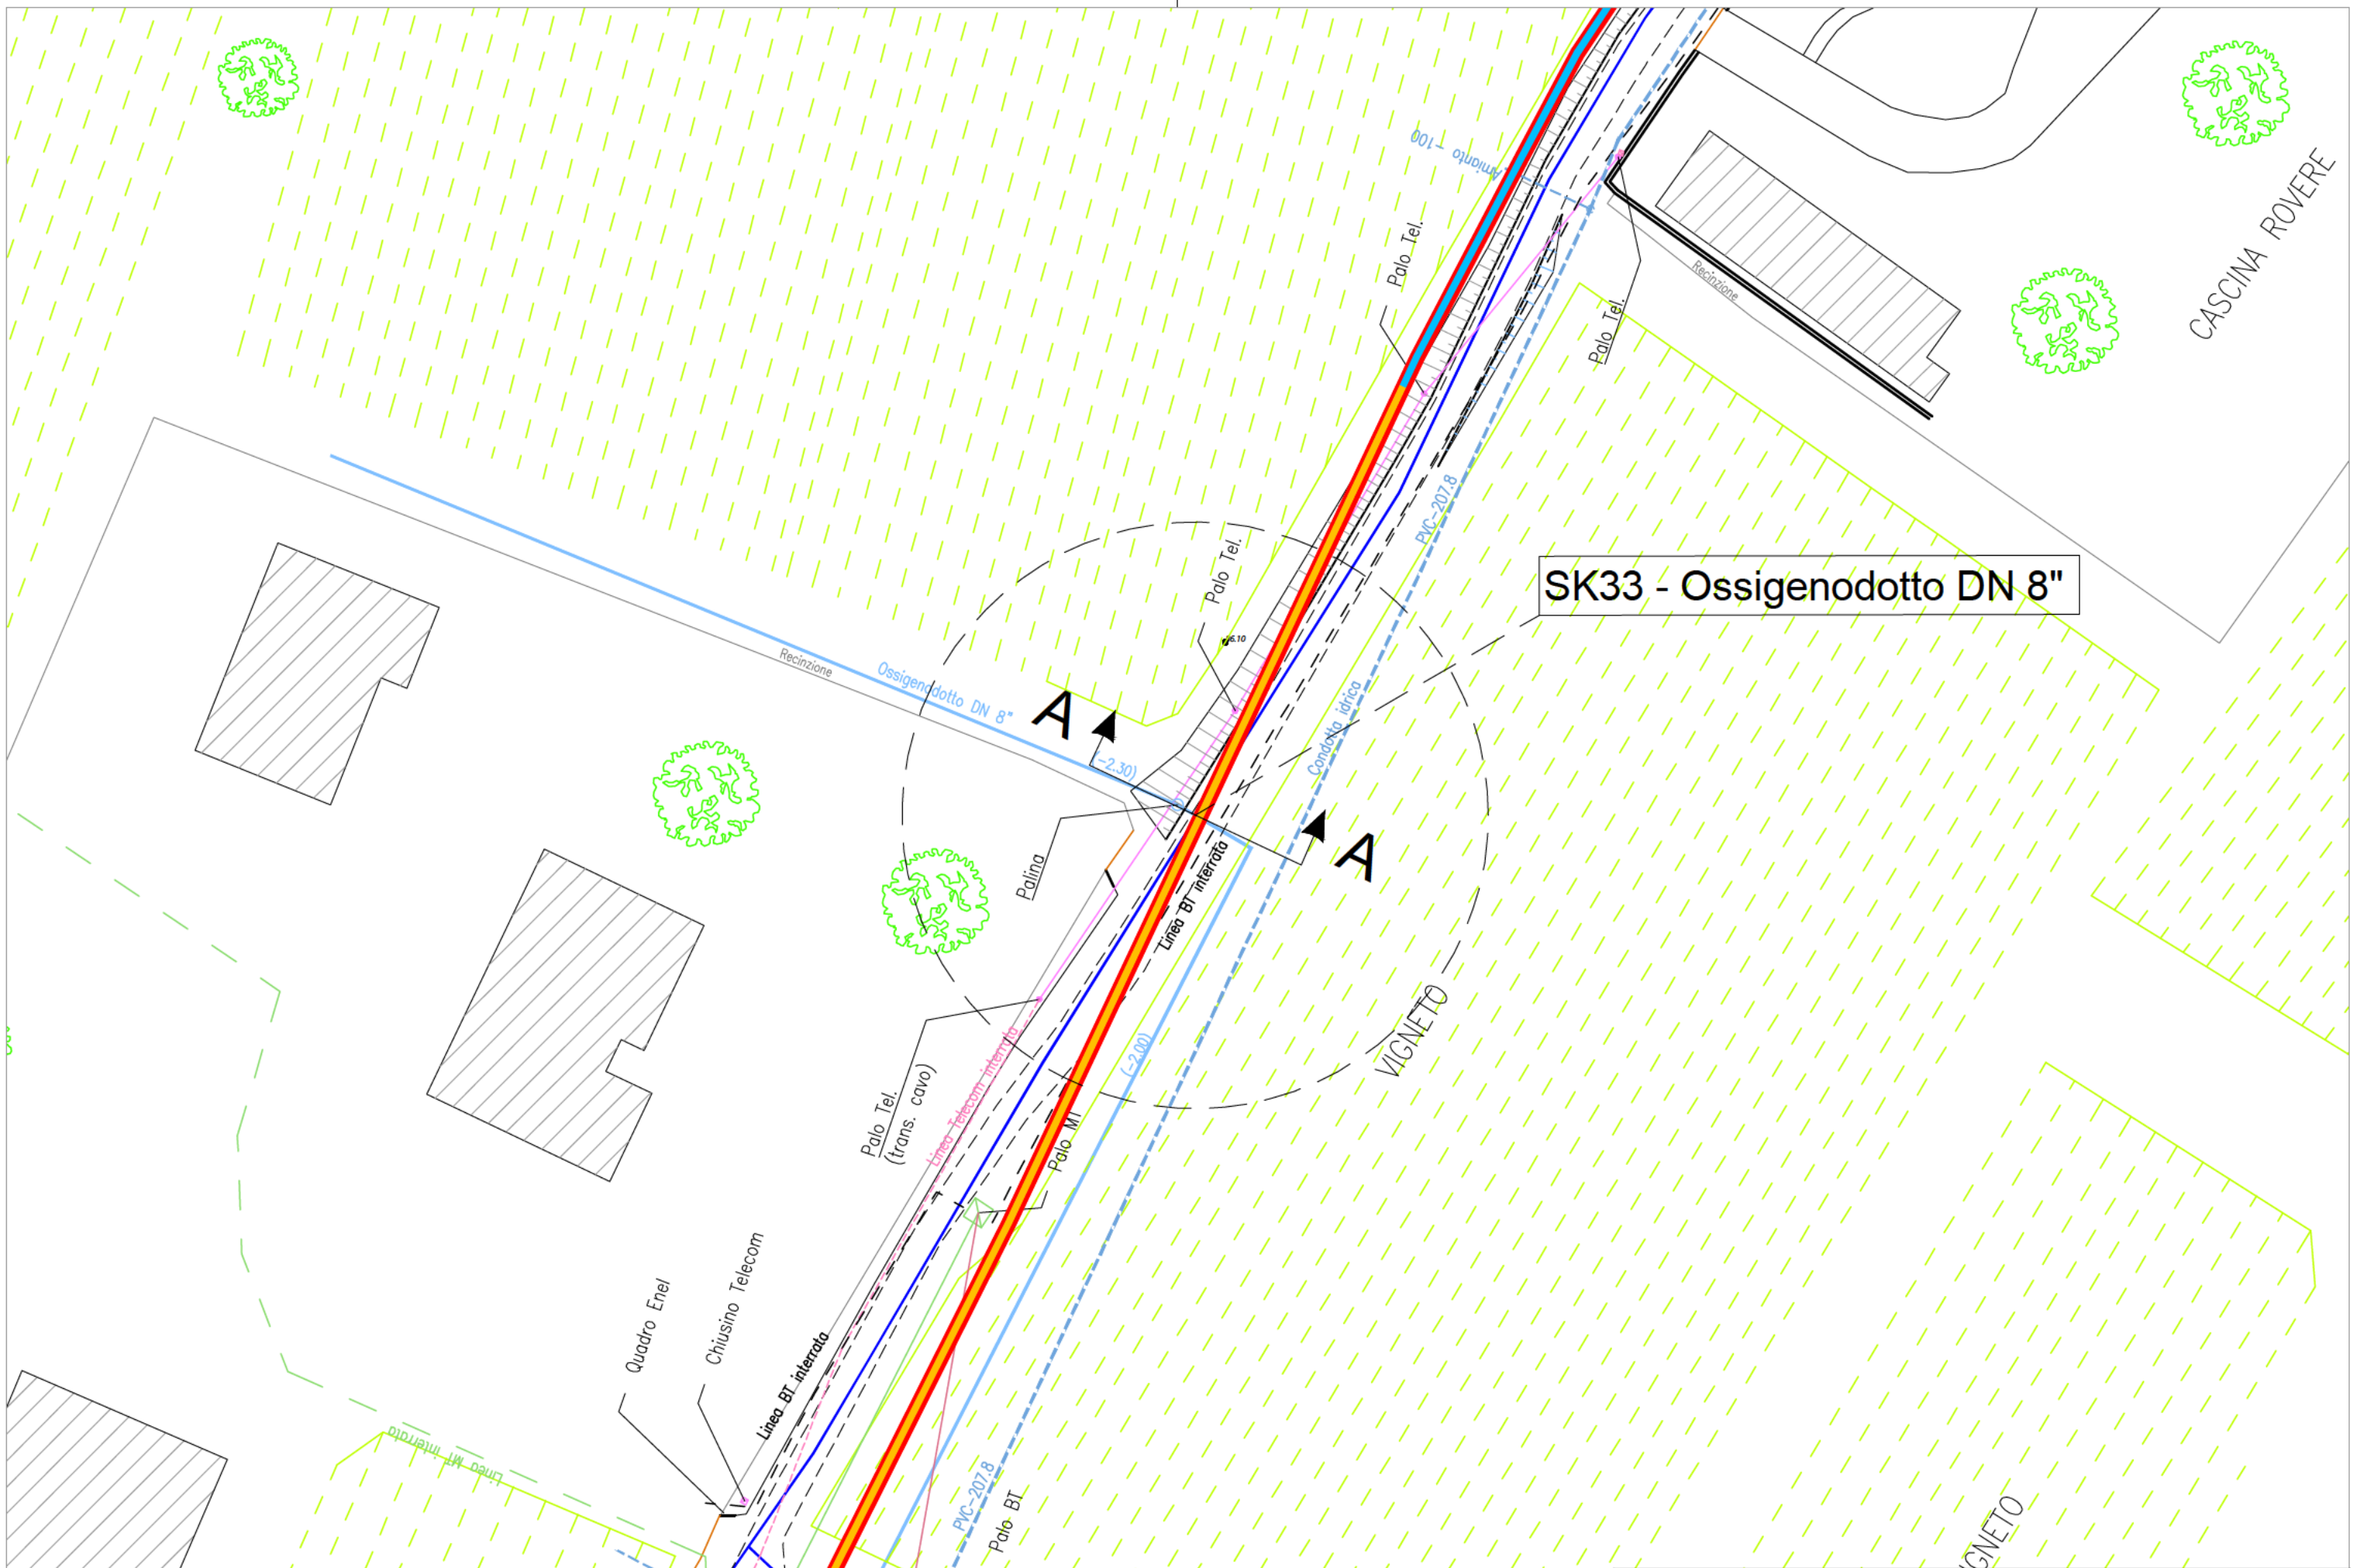 Amianto -100
Palo Tel.
CASCINA ROVERE
Recinzione
Palo Tel.
PVC-207.8
Palo Tel.
SK33 - Ossigenodotto DN 8"
Recinzione
Ossigenodotto DN 8"
A
(-2.30)
Condotta idrica
A
Palina
Linea BT interrata
VIGNETO
(-2.00)
Palo Tel.
(trans. cavo)
Linea Telecom interrata
Palo MT
Quadro Enel
Chiusino Telecom
Linea BT interrata
Linea MT interrata
PVC-207.8
Palo BT